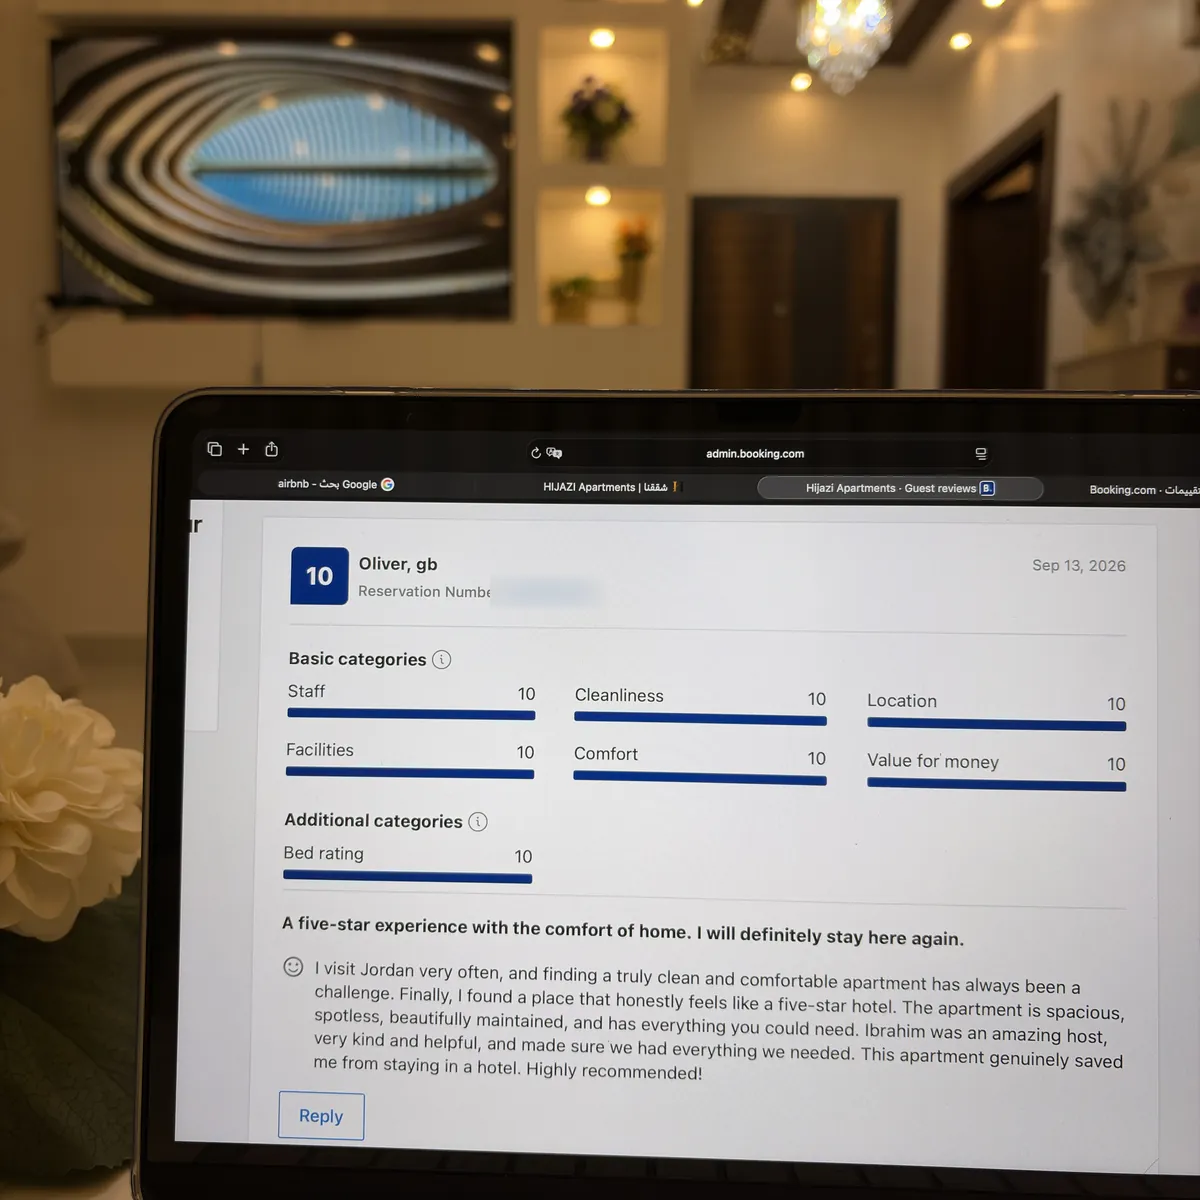 admin.booking.com
airbnb - بحث Google
HIJAZI Apartments | شققنا
Hijazi Apartments · Guest reviews B.
Booking.com · تقييمات
ur
10
Oliver, gb
Sep 13, 2026
Reservation Numbe
Basic categories
Staff 10
Cleanliness 10
Location 10
Facilities 10
Comfort 10
Value for money 10
Additional categories
Bed rating 10
A five-star experience with the comfort of home. I will definitely stay here again.
I visit Jordan very often, and finding a truly clean and comfortable apartment has always been a
challenge. Finally, I found a place that honestly feels like a five-star hotel. The apartment is spacious,
spotless, beautifully maintained, and has everything you could need. Ibrahim was an amazing host,
very kind and helpful, and made sure we had everything we needed. This apartment genuinely saved
me from staying in a hotel. Highly recommended!
Reply